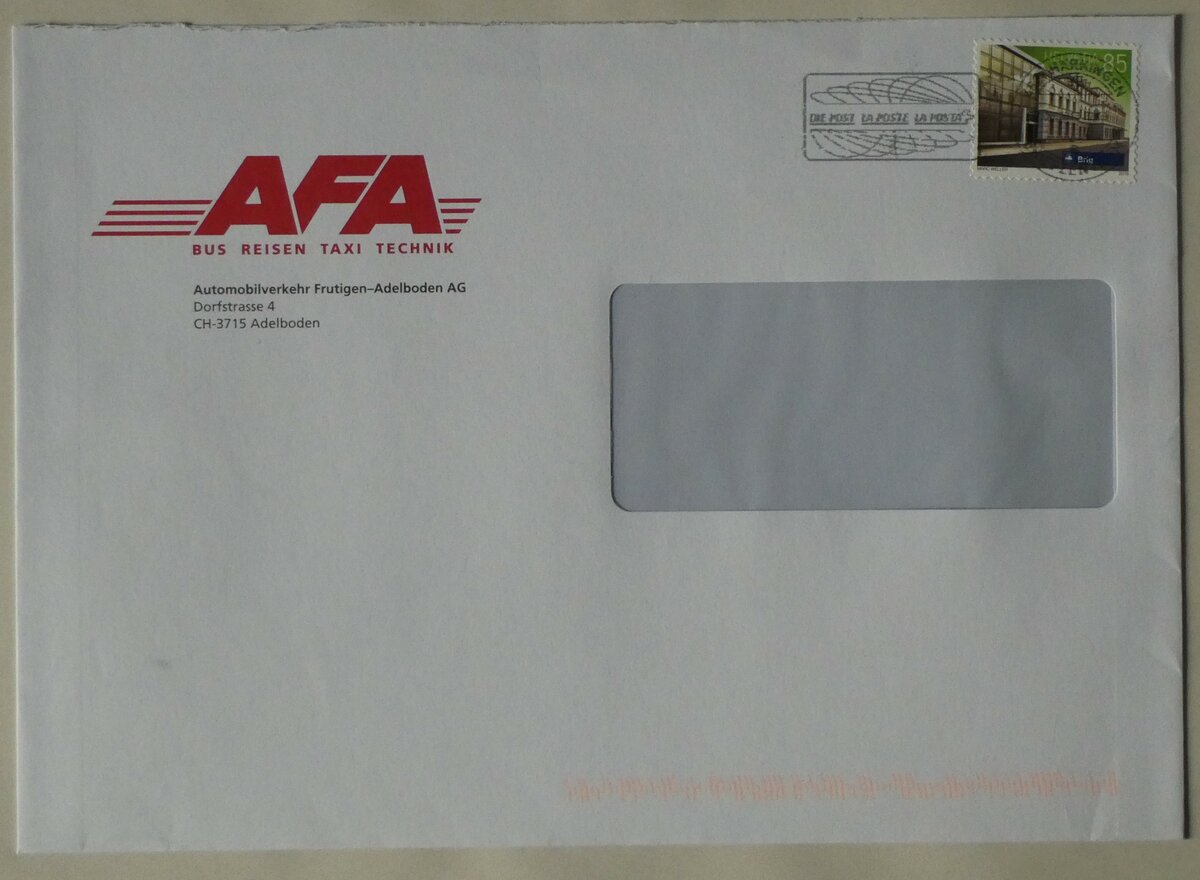 85
DIE POST LA POSTE LA POSTA
Brig
AFA
BUS REISEN TAXI TECHNIK
Automobilverkehr Frutigen–Adelboden AG
Dorfstrasse 4
CH-3715 Adelboden